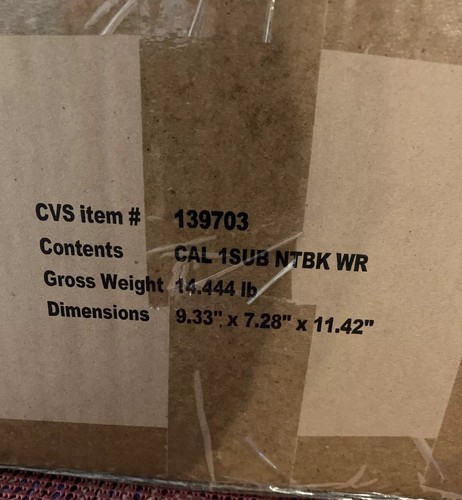 CVS item # 139703
Contents CAL 1SUB NTBK WR
Gross Weight 14.444 lb
Dimensions 9.33" x 7.28" x 11.42"